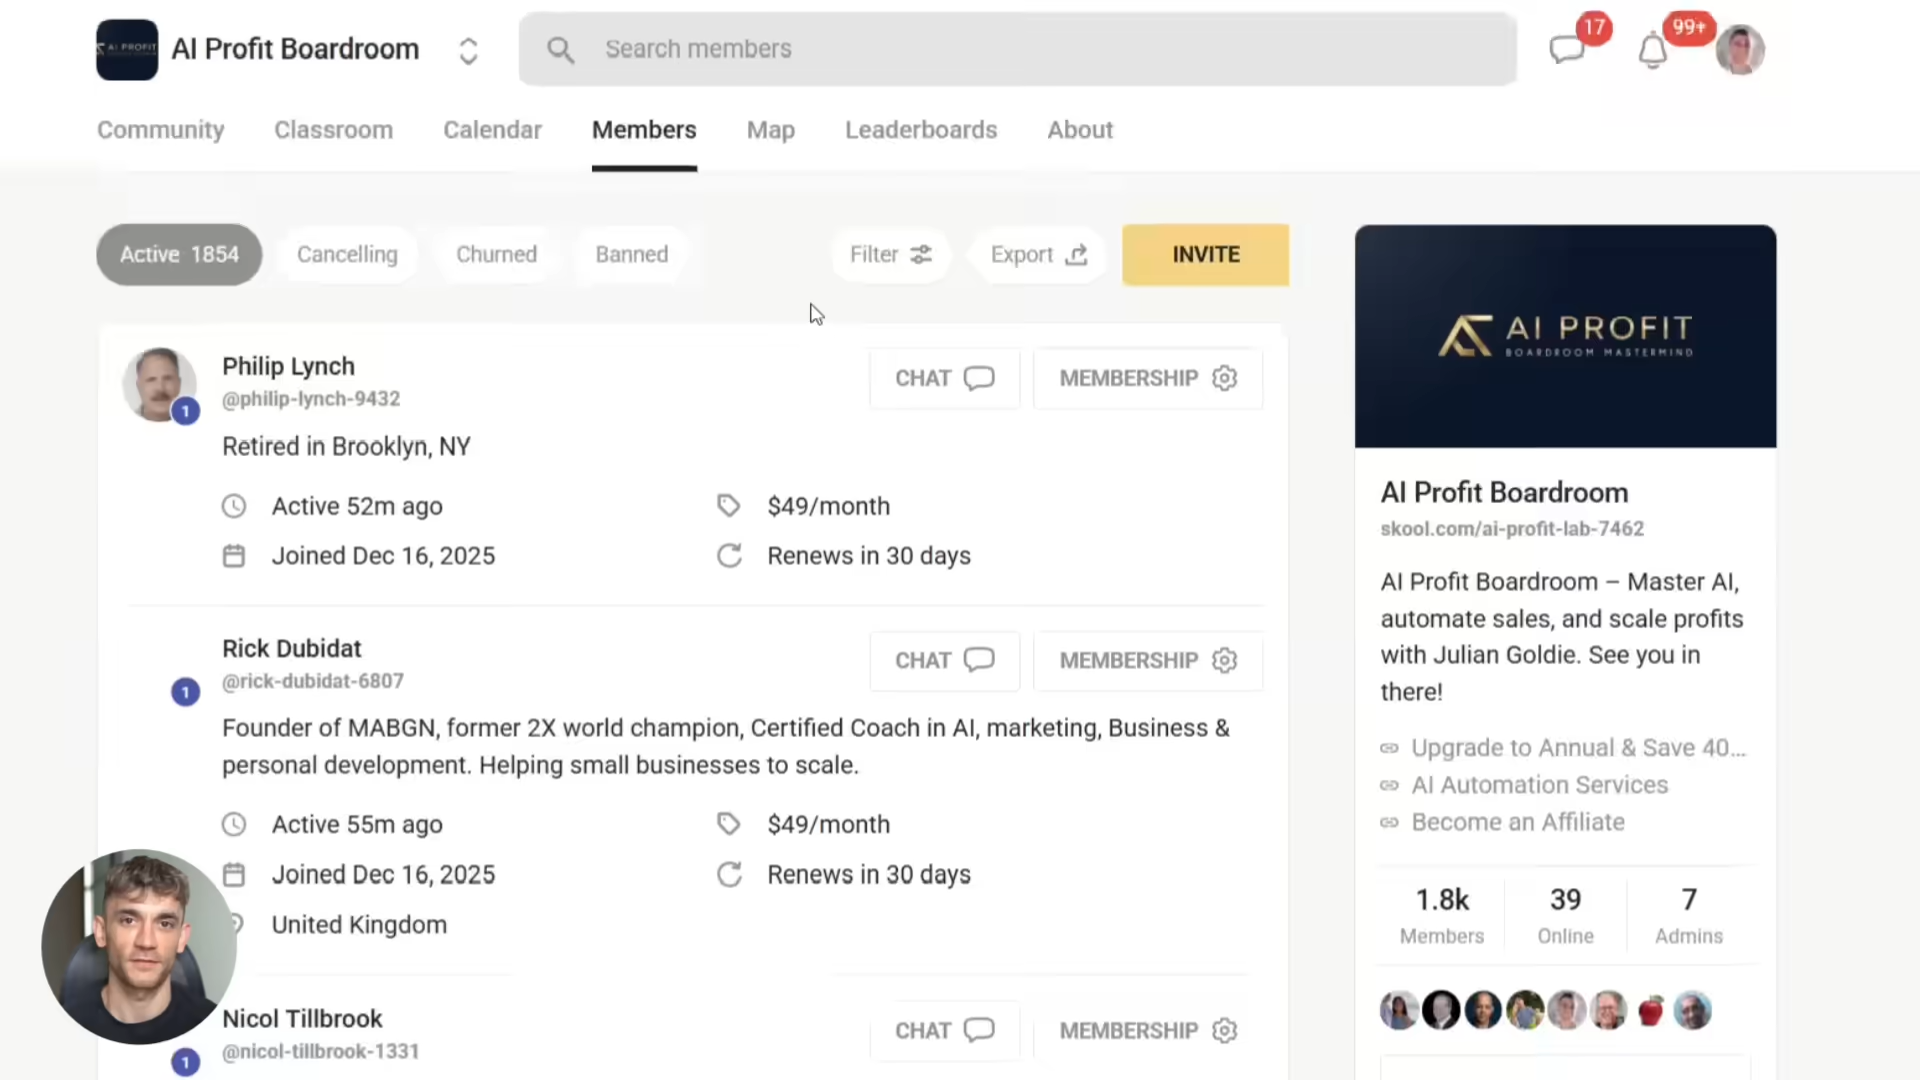 AI PROFIT
AI Profit Boardroom
Search members
17
99+
Community
Classroom
Calendar
Members
Map
Leaderboards
About
Active 1854
Cancelling
Churned
Banned
Filter
Export
INVITE
Philip Lynch
@philip-lynch-9432
1
Retired in Brooklyn, NY
CHAT
MEMBERSHIP
Active 52m ago
$49/month
Joined Dec 16, 2025
Renews in 30 days
Rick Dubidat
@rick-dubidat-6807
1
CHAT
MEMBERSHIP
Founder of MABGN, former 2X world champion, Certified Coach in AI, marketing, Business &
personal development. Helping small businesses to scale.
Active 55m ago
$49/month
Joined Dec 16, 2025
Renews in 30 days
United Kingdom
Nicol Tillbrook
@nicol-tillbrook-1331
1
CHAT
MEMBERSHIP
AI PROFIT
BOARDROOM MASTERMIND
AI Profit Boardroom
skool.com/ai-profit-lab-7462
AI Profit Boardroom – Master AI,
automate sales, and scale profits
with Julian Goldie. See you in
there!
Upgrade to Annual & Save 40...
AI Automation Services
Become an Affiliate
1.8k
Members
39
Online
7
Admins